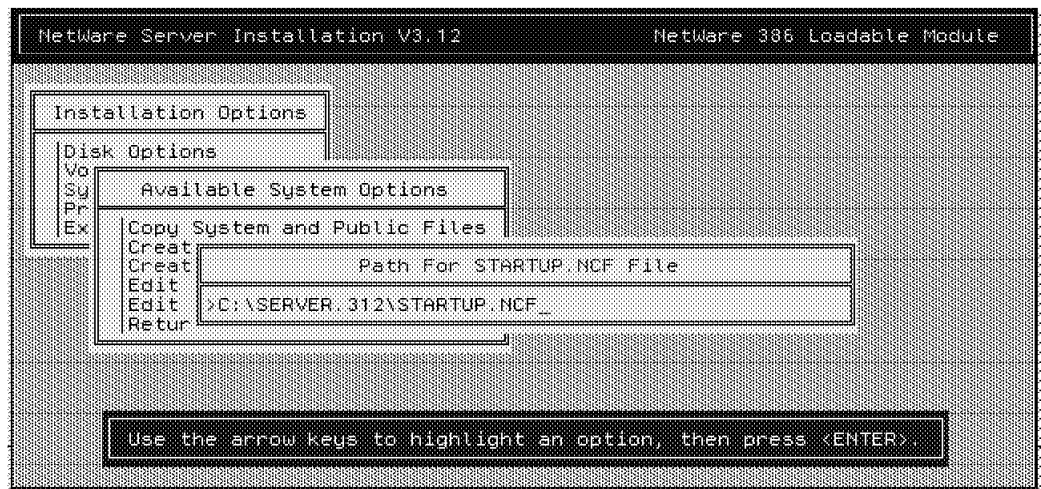 NetWare Server Installation V3.12 NetWare 386 Loadable Module
Installation Options
Disk Options
Vo
Sy
Pr
Ex
Available System Options
Copy System and Public Files
Creat
Creat
Edit
Edit
Retur
Path For STARTUP.NCF File
>C:\SERVER.312\STARTUP.NCF_
Use the arrow keys to highlight an option, then press <ENTER>.